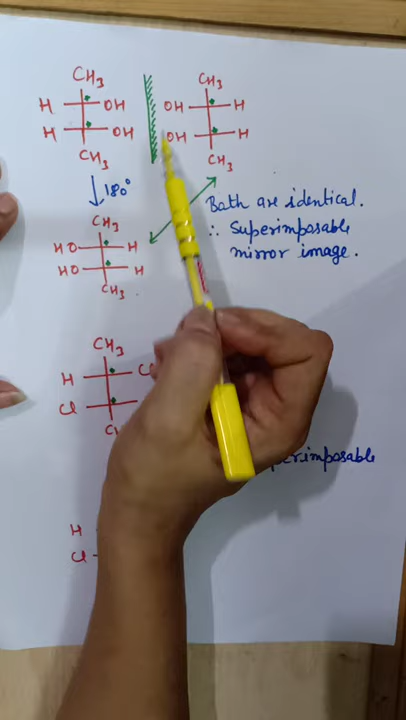 CH3 CH3
H OH OH H
H OH OH H
CH3 CH3
180°
Both are identical.
∴ Superimposable
mirror image.
CH3
HO H
HO H
CH3
CH3
H
Cl
H
Cl